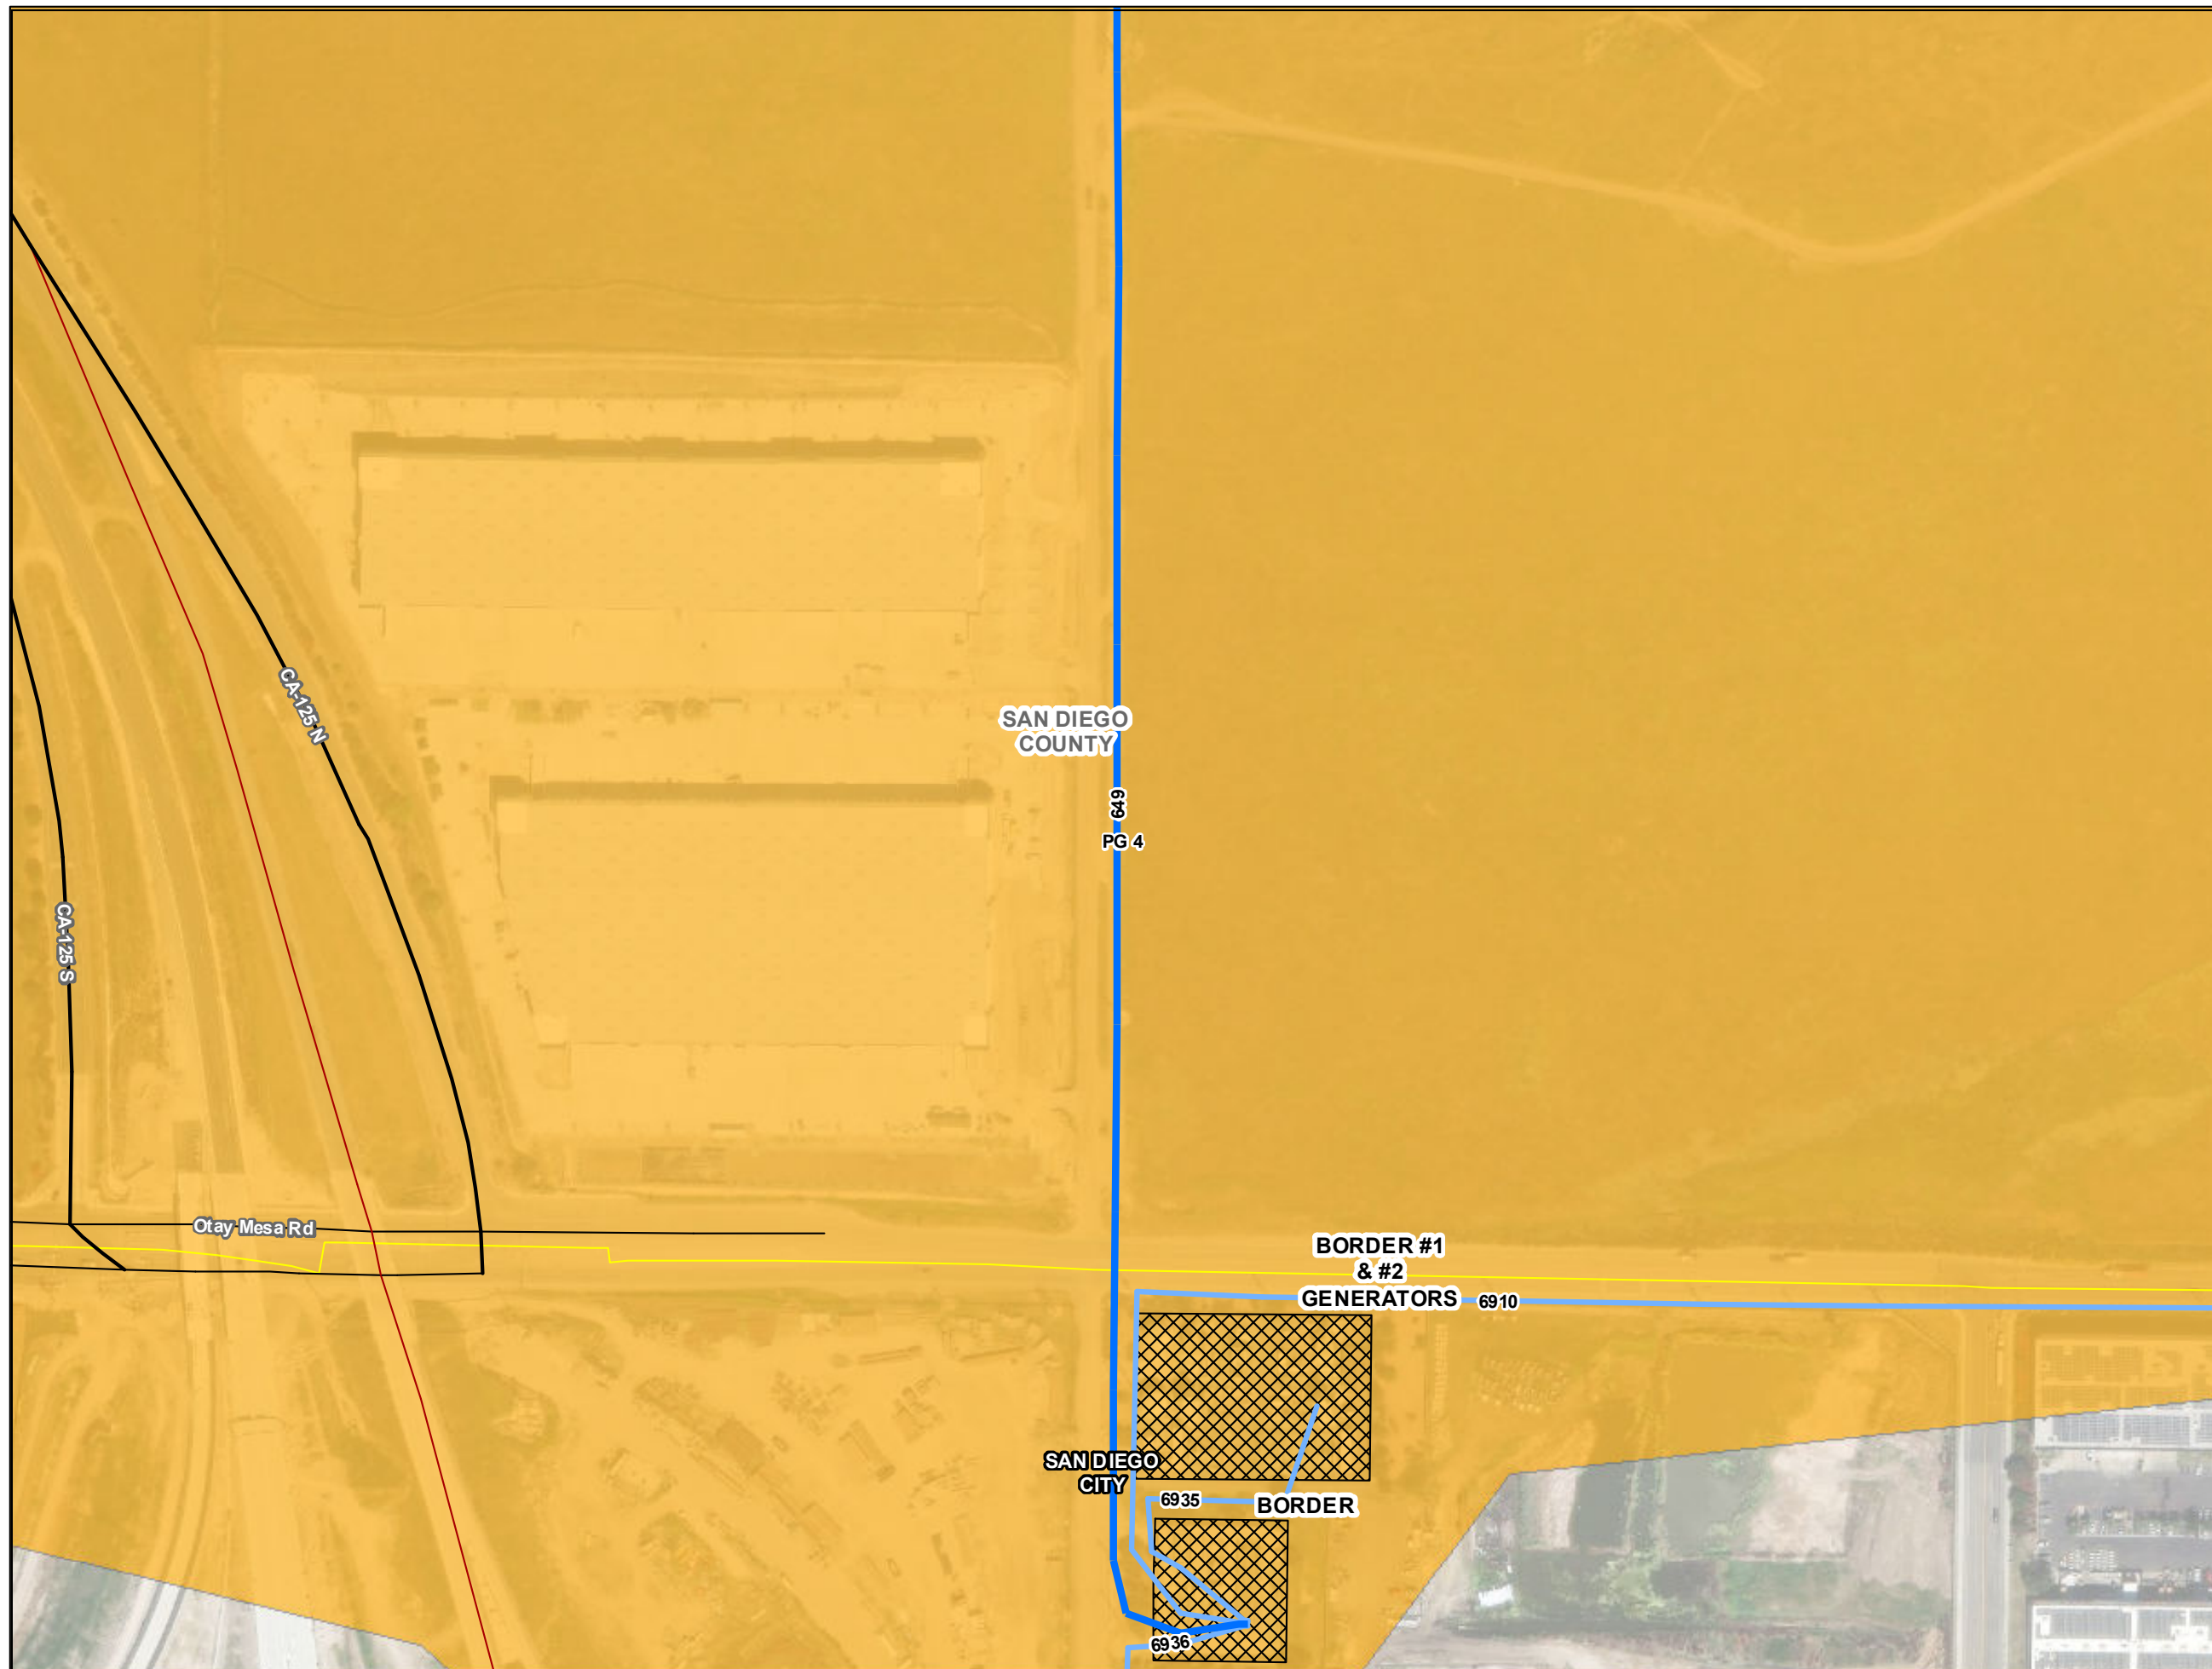 CA-125 N
SAN DIEGO
COUNTY
649
PG 4
CA-125 S
Otay Mesa Rd
BORDER #1
& #2
GENERATORS
6910
SAN DIEGO
CITY
6935
BORDER
6936